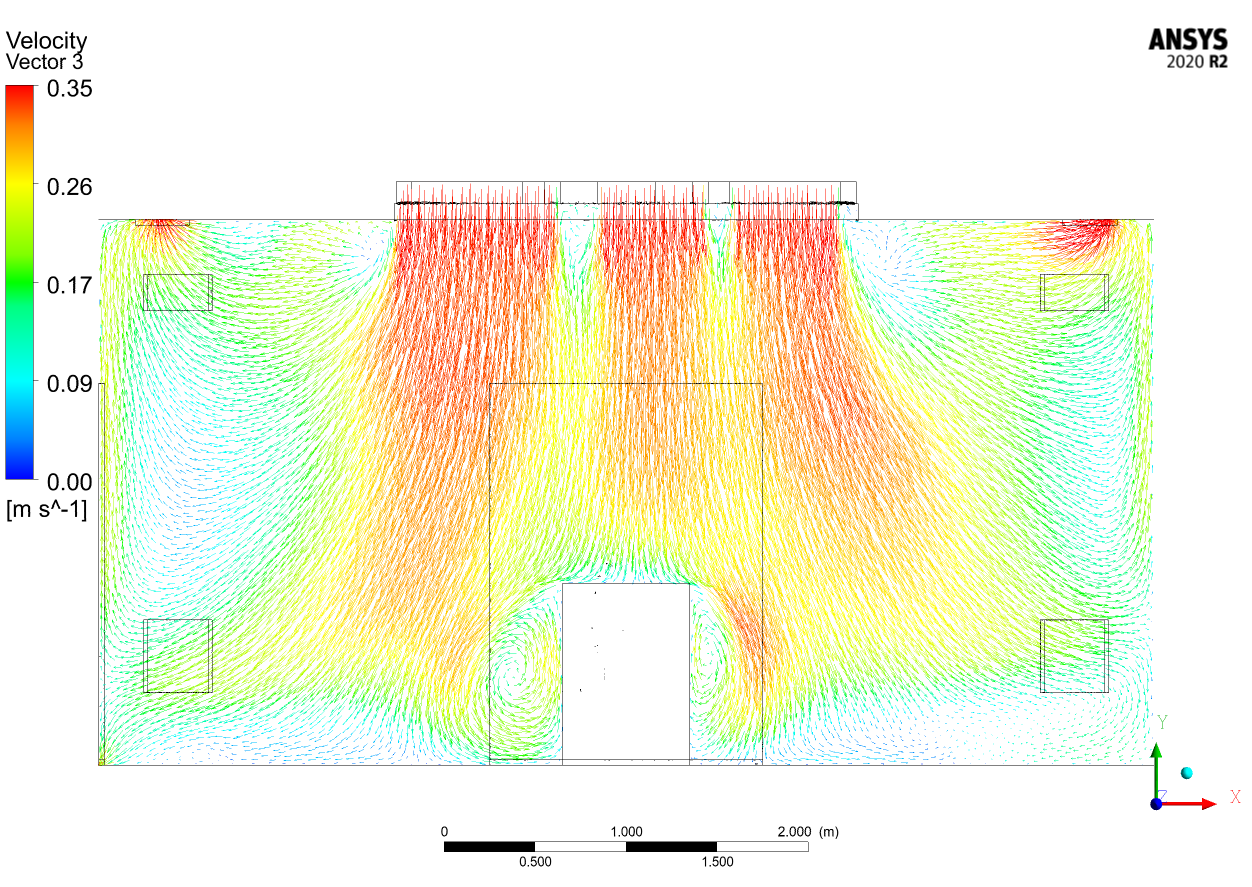 Velocity
Vector 3
0.35
0.26
0.17
0.09
0.00
[m s^-1]
ANSYS
2020 R2
Y
Z
X
0 1.000 2.000 (m)
0.500 1.500